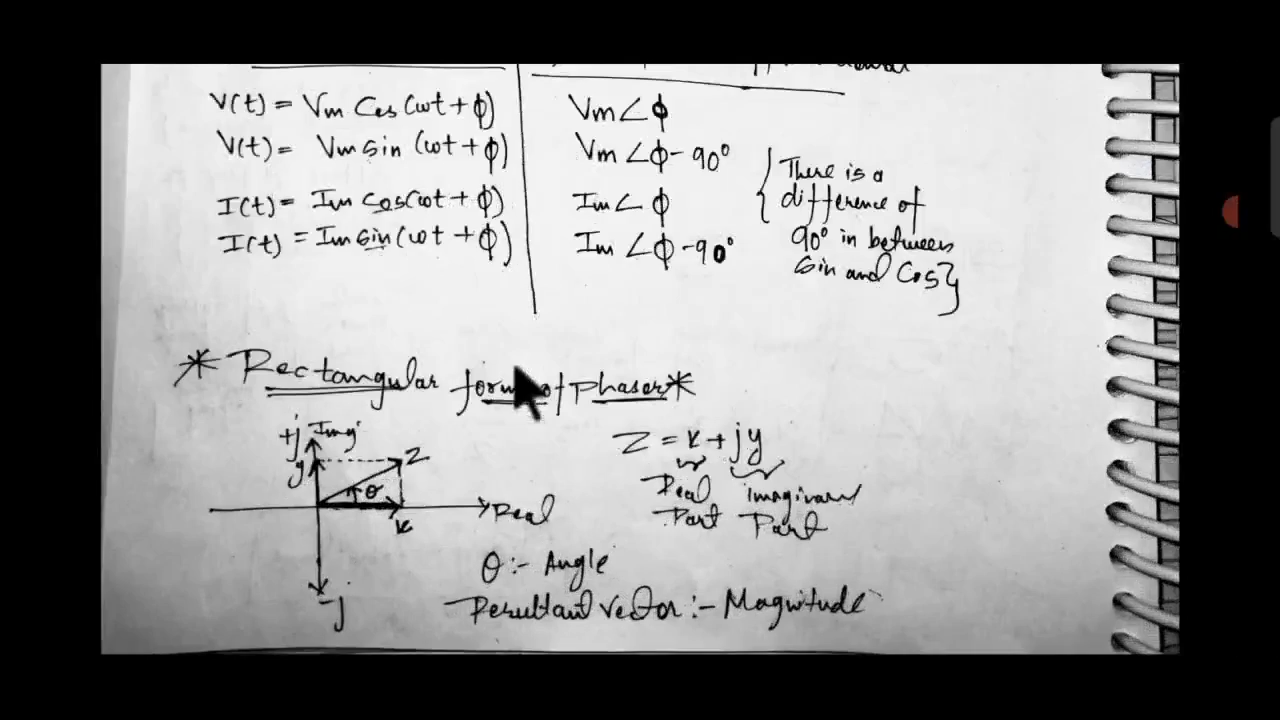 V(t) = Vm Cos(ωt + ϕ) Vm∠ϕ
V(t) = Vm sin (ωt + ϕ) Vm∠ϕ-90°
I(t) = Im cos(ωt + ϕ) Im∠ϕ
I(t) = Im sin(ωt + ϕ) Im∠ϕ-90°
{There is a
difference of
90° in between
Sin and Cos}
* Rectangular form of phasor *
+j Img
y
Z
θ
x
Real
-j
Z = x + jy
Real
Part
imaginary
Part
θ :- Angle
Resultant vector :- Magnitude